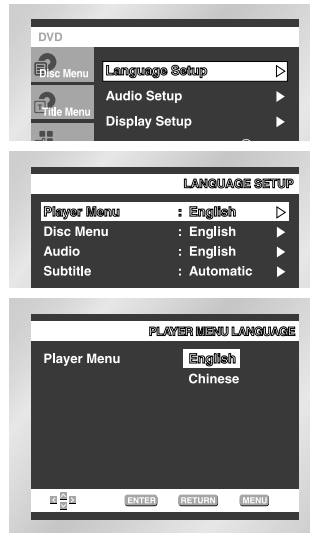 DVD
Disc Menu
Language Setup
Title Menu
Audio Setup
Display Setup
LANGUAGE SETUP
Player Menu : English
Disc Menu : English
Audio : English
Subtitle : Automatic
PLAYER MENU LANGUAGE
Player Menu English
Chinese
ENTER RETURN MENU